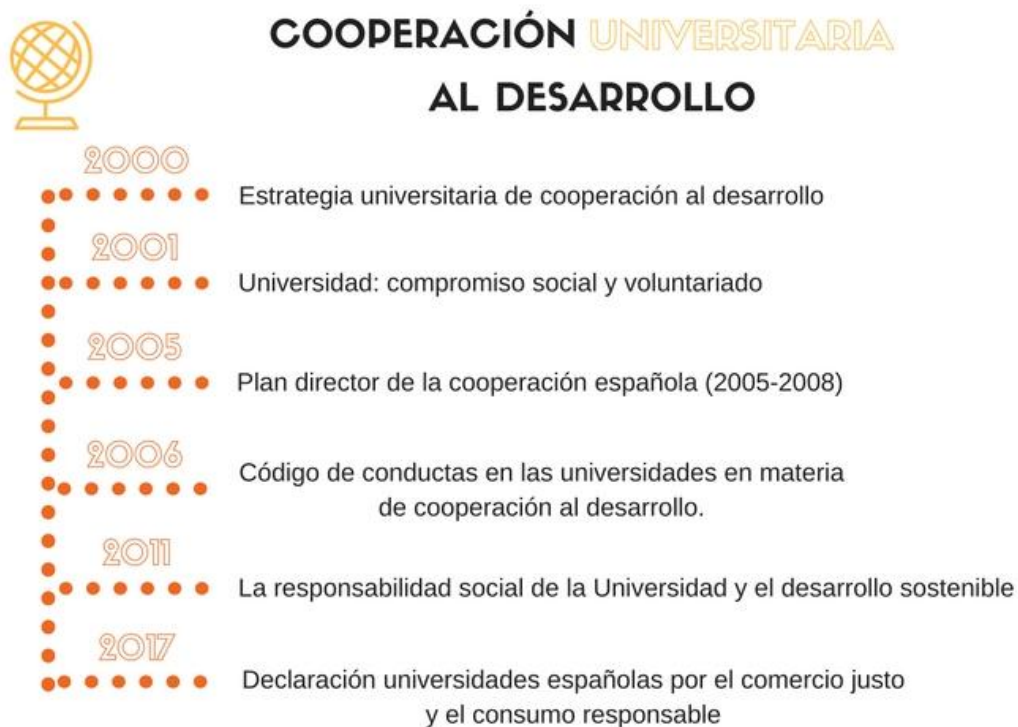 COOPERACIÓN UNIVERSITARIA
AL DESARROLLO
2000
Estrategia universitaria de cooperación al desarrollo
2001
Universidad: compromiso social y voluntariado
2005
Plan director de la cooperación española (2005-2008)
2006
Código de conductas en las universidades en materia
de cooperación al desarrollo.
2011
La responsabilidad social de la Universidad y el desarrollo sostenible
2017
Declaración universidades españolas por el comercio justo
y el consumo responsable